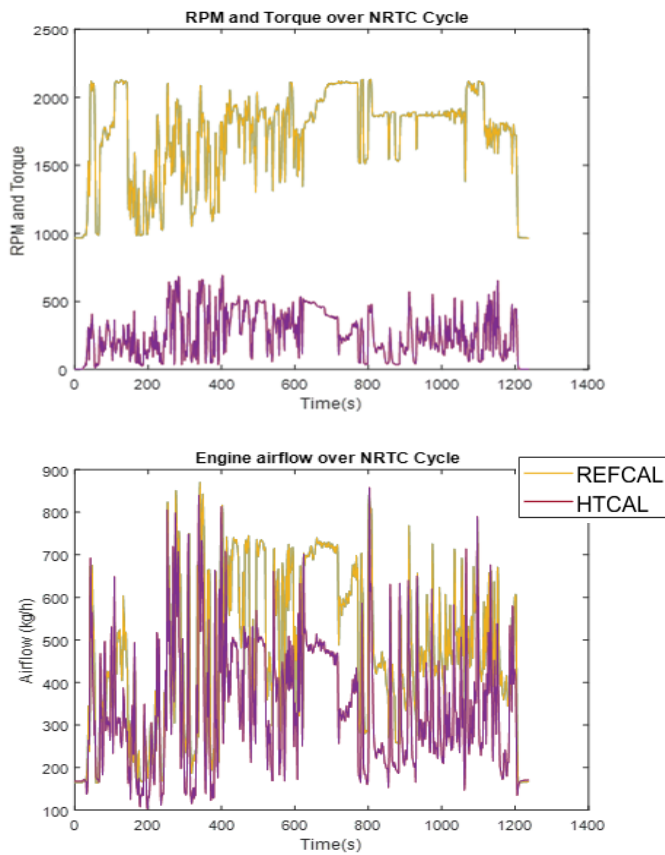 RPM and Torque over NRTC Cycle
2500
2000
1500
1000
500
0
RPM and Torque
0 200 400 600 800 1000 1200 1400
Time(s)
Engine airflow over NRTC Cycle
REFCAL
HTCAL
900
800
700
600
500
400
300
200
100
Airflow (kg/h)
0 200 400 600 800 1000 1200 1400
Time(s)